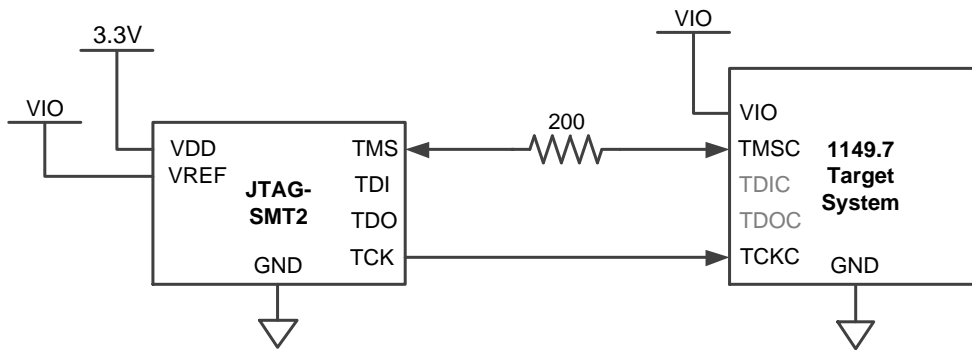 VIO
3.3V
VIO
VDD
VREF
JTAG-
SMT2
TMS
TDI
TDO
TCK
GND
200
VIO
TMSC
TDIC
TDOC
TCKC
1149.7
Target
System
GND